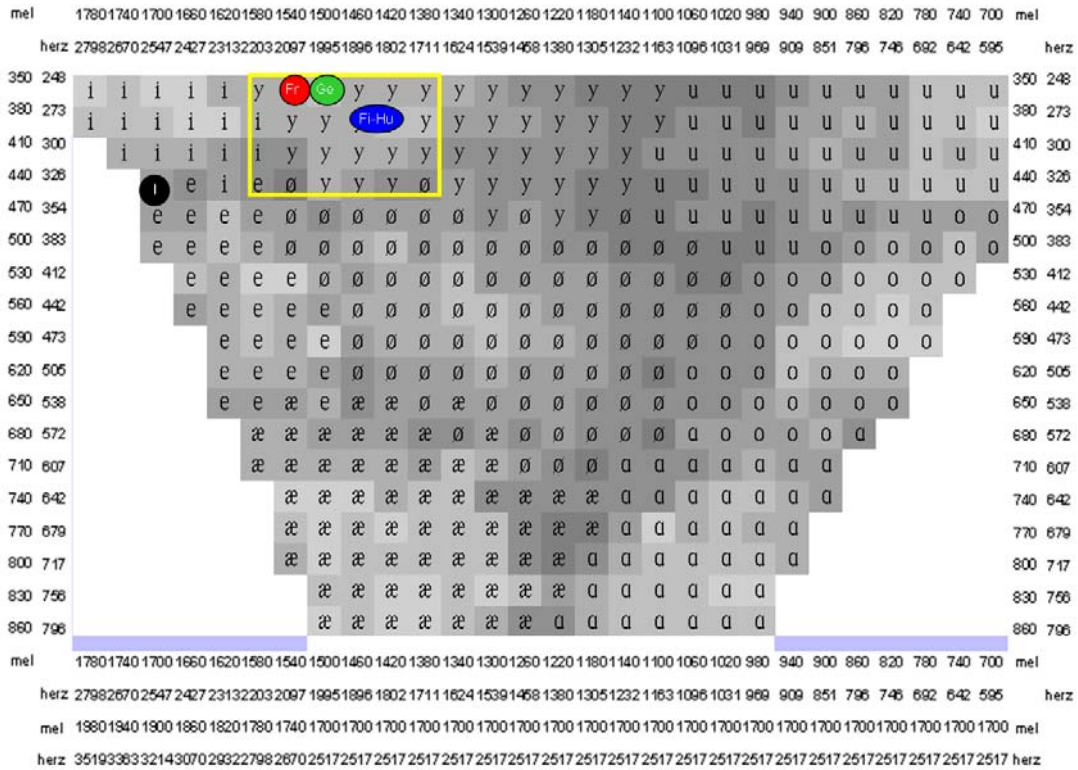 mel 1780 1740 1700 1660 1620 1580 1540 1500 1460 1420 1380 1340 1300 1260 1220 1180 1140 1100 1060 1020 980 940 900 860 820 780 740 700 mel
herz 2798 2670 2547 2427 2313 2203 2097 1995 1896 1802 1711 1624 1539 1458 1380 1305 1232 1163 1096 1031 969 909 851 796 746 692 642 595 herz
350 248 i i i i i y Fr Ge y y y y y y y y y y u u u u u u u u u u 350 248
380 273 i i i i i i y y Fi-Hu y y y y y y y y u u u u u u u u u u 380 273
410 300 i i i i i y y y y y y y y y y y u u u u u u u u u u u 410 300
440 326 I e i e ø y y y ø y y y y y y u u u u u u u u u u u 440 326
470 354 e e e e ø ø ø ø ø ø y ø y y ø u u u u u u u u u o o 470 354
500 383 e e e e ø ø ø ø ø ø ø ø ø ø ø ø ø u u u o o o o o o 500 383
530 412 e e e e ø ø ø ø ø ø ø ø ø ø ø ø ø o o o o o o o 530 412
560 442 e e e e ø ø ø ø ø ø ø ø ø ø ø ø o o o o o o o 560 442
590 473 e e e e ø ø ø ø ø ø ø ø ø ø ø o o o o o o o 590 473
620 505 e e e e ø ø ø ø ø ø ø ø ø ø o o o o o o o 620 505
650 538 e e æ e æ æ ø æ ø ø ø ø ø ø o o o o o o o 650 538
680 572 æ æ æ æ æ æ ø æ ø ø ø ø ø ɑ o o o o ɑ 680 572
710 607 æ æ æ æ æ æ æ æ ø ø ø ɑ ɑ ɑ ɑ ɑ ɑ ɑ 710 607
740 642 æ æ æ æ æ æ æ æ æ æ ɑ ɑ ɑ ɑ ɑ ɑ ɑ 740 642
770 679 æ æ æ æ æ æ æ æ æ æ ɑ ɑ ɑ ɑ ɑ ɑ 770 679
800 717 æ æ æ æ æ æ æ æ æ ɑ ɑ ɑ ɑ ɑ ɑ ɑ 800 717
830 756 æ æ æ æ æ æ æ æ ɑ ɑ ɑ ɑ ɑ ɑ 830 756
860 796 æ æ æ æ æ æ æ ɑ ɑ ɑ ɑ ɑ ɑ ɑ 860 796
mel 1780 1740 1700 1660 1620 1580 1540 1500 1460 1420 1380 1340 1300 1260 1220 1180 1140 1100 1060 1020 980 940 900 860 820 780 740 700 mel
herz 2798 2670 2547 2427 2313 2203 2097 1995 1896 1802 1711 1624 1539 1458 1380 1305 1232 1163 1096 1031 969 909 851 796 746 692 642 595 herz
mel 1980 1940 1900 1860 1820 1780 1740 1700 1700 1700 1700 1700 1700 1700 1700 1700 1700 1700 1700 1700 1700 1700 1700 1700 1700 1700 1700 1700 mel
herz 3519 3363 3214 3070 2932 2798 2670 2517 2517 2517 2517 2517 2517 2517 2517 2517 2517 2517 2517 2517 2517 2517 2517 2517 2517 2517 2517 2517 herz